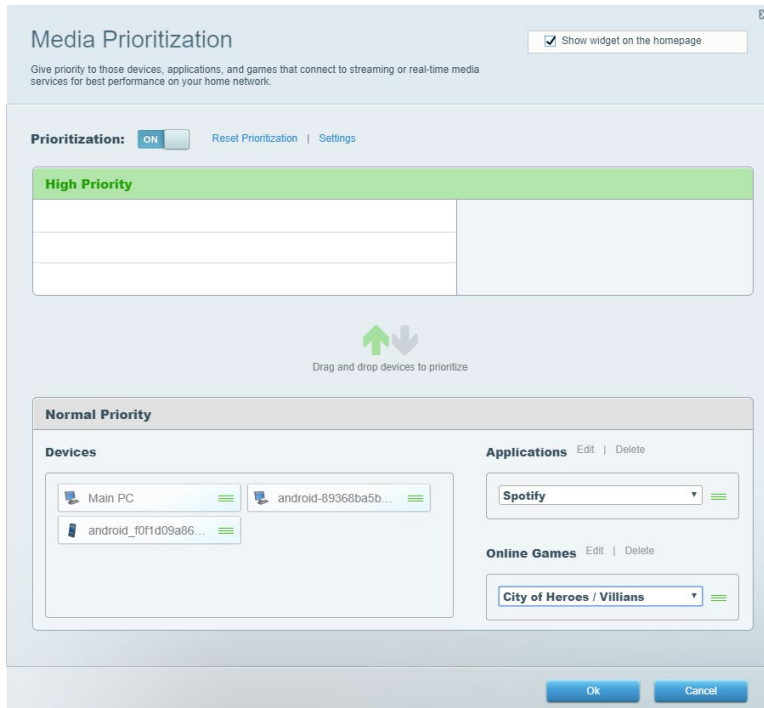 Media Prioritization
Show widget on the homepage
Give priority to those devices, applications, and games that connect to streaming or real-time media
services for best performance on your home network.
Prioritization: ON Reset Prioritization | Settings
High Priority
Drag and drop devices to prioritize
Normal Priority
Devices
Main PC
android-89368ba5b...
android_f0f1d09a86...
Applications Edit | Delete
Spotify
Online Games Edit | Delete
City of Heroes / Villians
Ok
Cancel